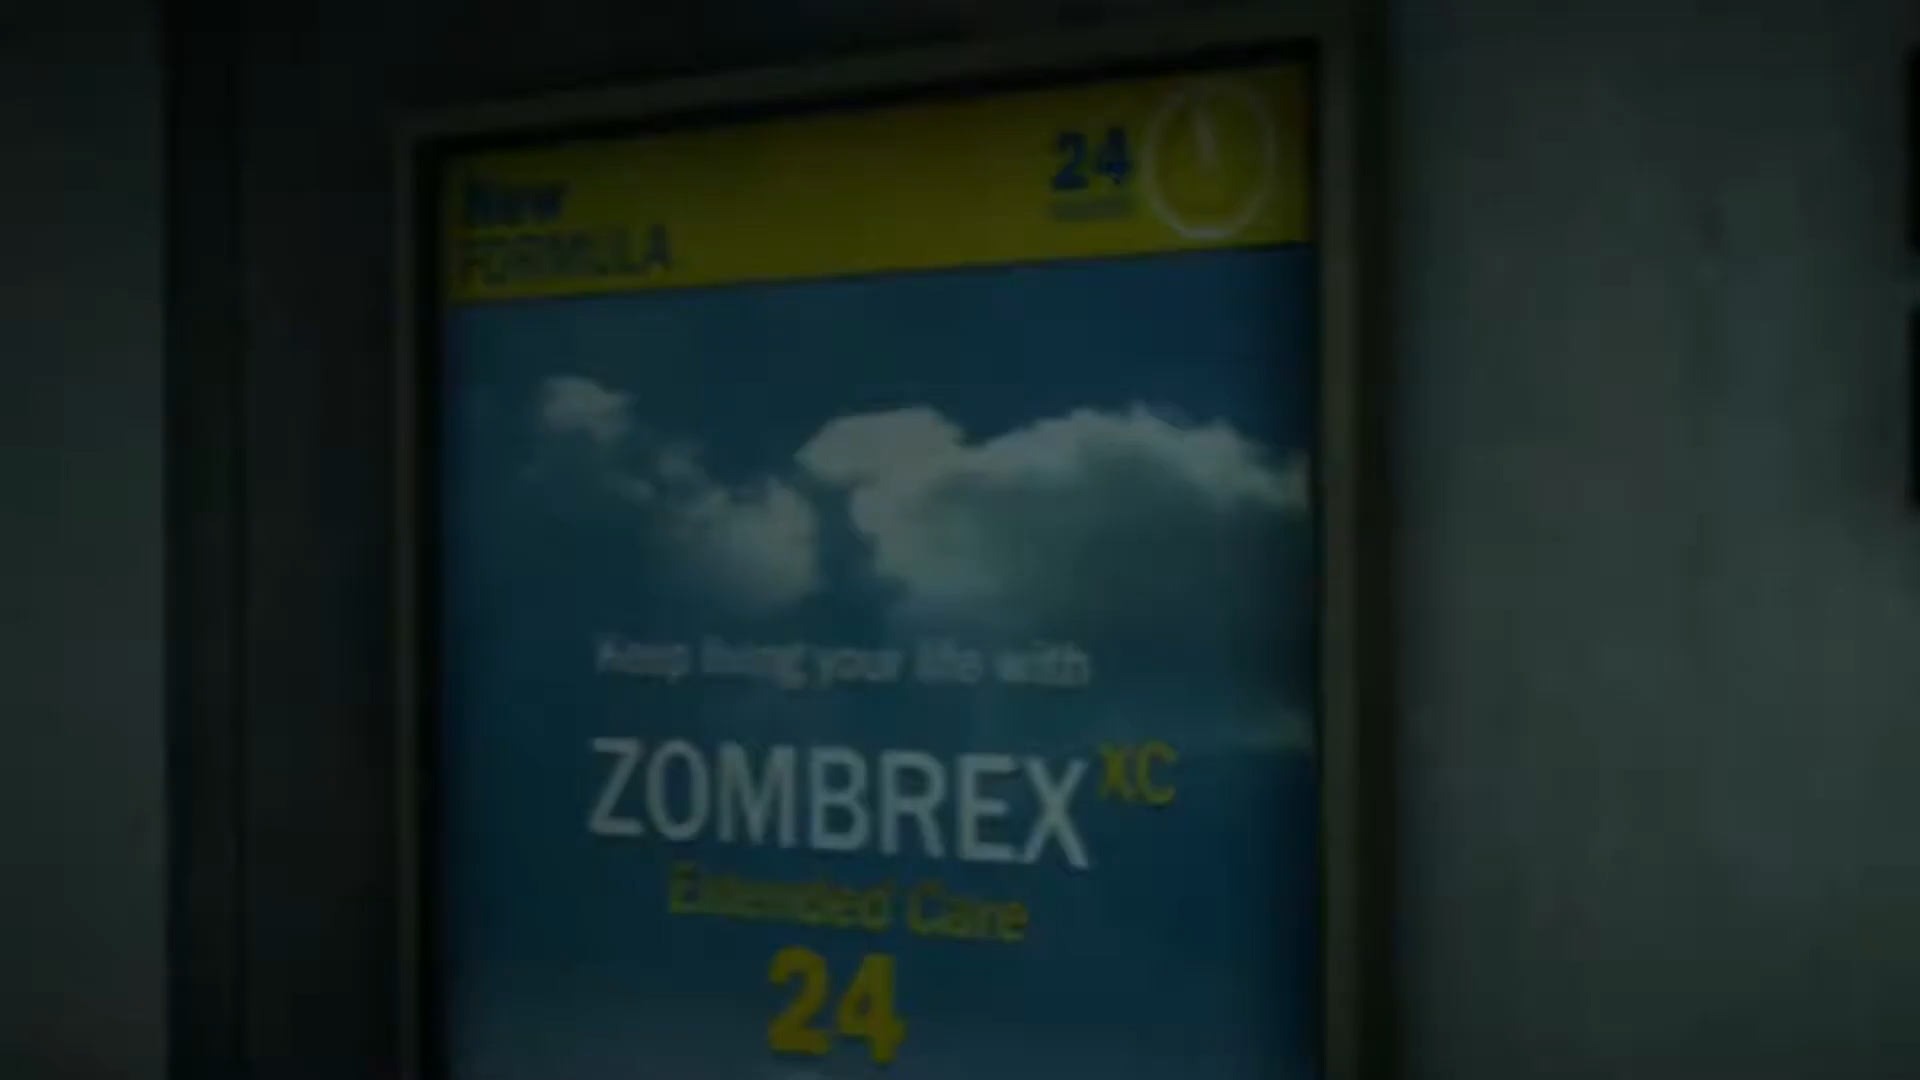 New
FORMULA
24
Keep living your life with
ZOMBREX XC
Extended Care
24